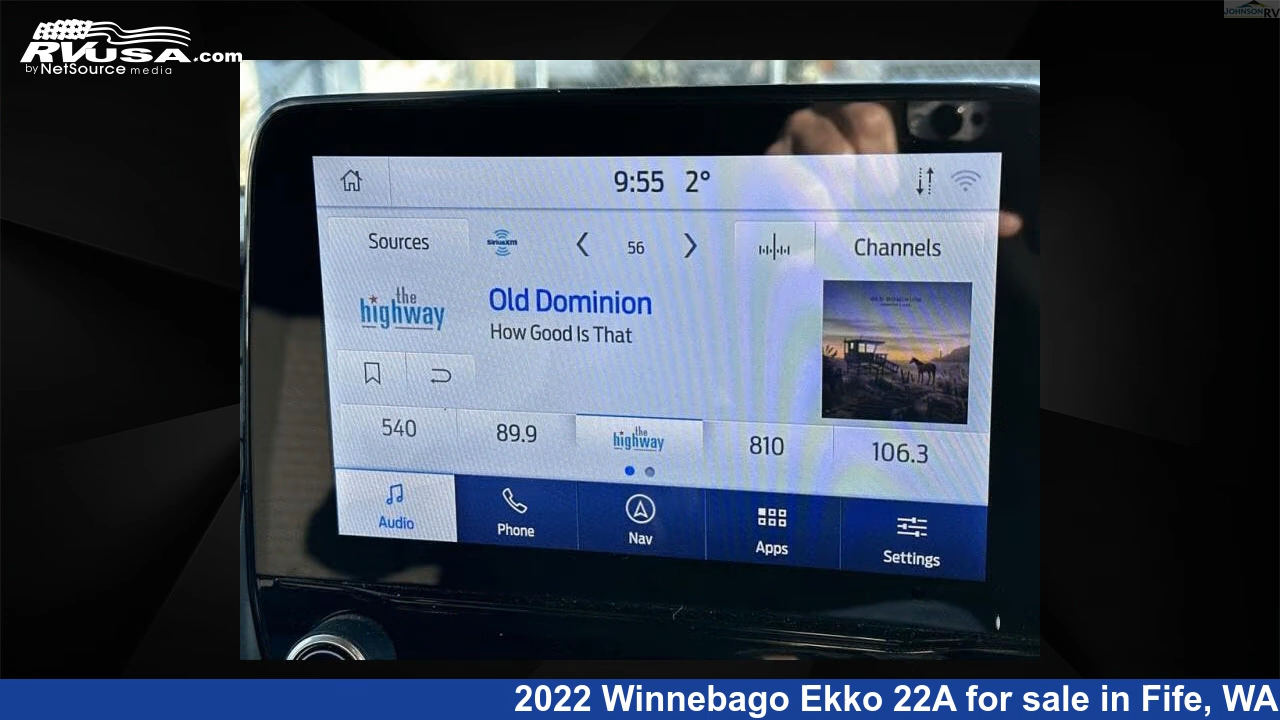 JOHNSON RV
RVUSA.com
by NetSource media
9:55 2°
Sources
SiriusXM
56
Channels
the
highway
Old Dominion
How Good Is That
OLD DOMINION
540
89.9
the
highway
810
106.3
Audio
Phone
Nav
Apps
Settings
2022 Winnebago Ekko 22A for sale in Fife, WA